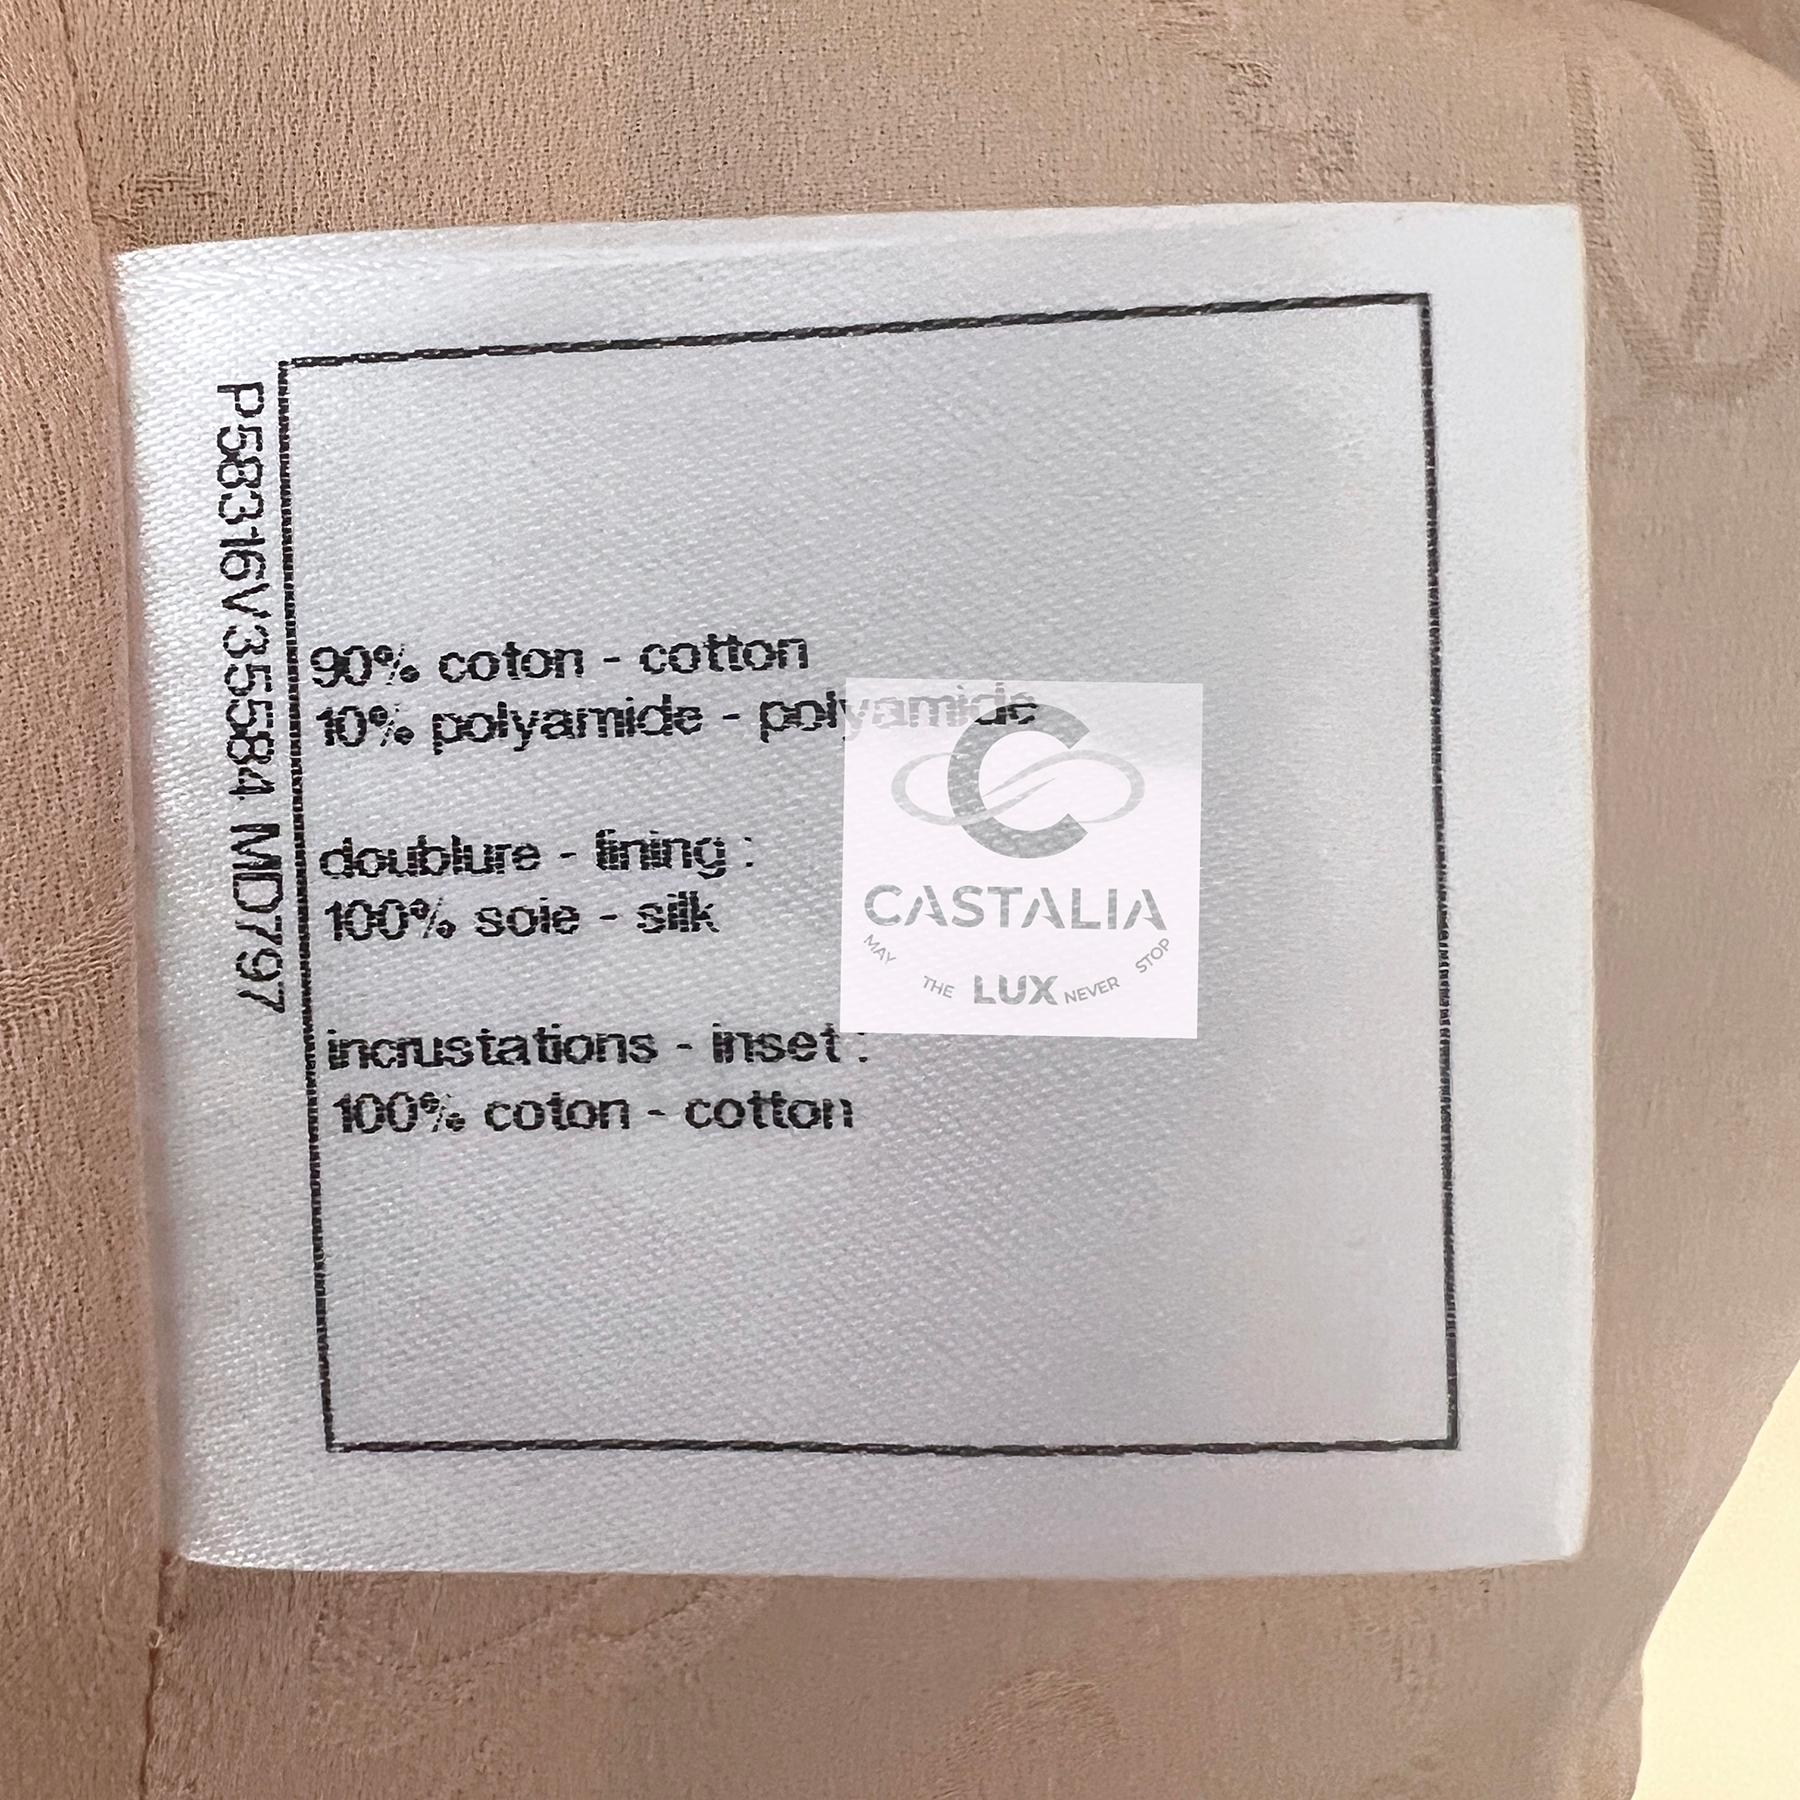 P58316V35584 MD797
90% coton - cotton
10% polyamide - polyamide
doublure - lining :
100% soie - silk
incrustations - inset :
100% coton - cotton
C
CASTALIA
MAY THE LUX NEVER STOP